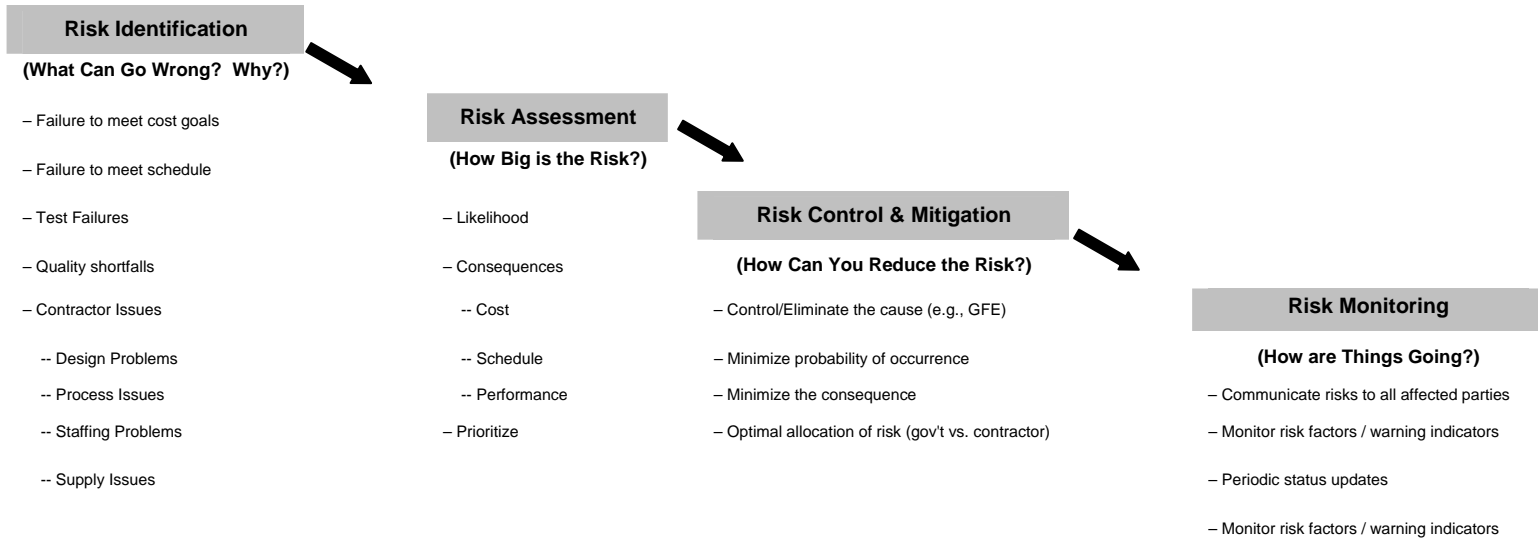 Risk Identification
(What Can Go Wrong?  Why?)
– Failure to meet cost goals
– Failure to meet schedule
– Test Failures
– Quality shortfalls
– Contractor Issues
-- Design Problems
-- Process Issues
-- Staffing Problems
-- Supply Issues
Risk Assessment
(How Big is the Risk?)
– Likelihood
– Consequences
-- Cost
-- Schedule
-- Performance
– Prioritize
Risk Control & Mitigation
(How Can You Reduce the Risk?)
– Control/Eliminate the cause (e.g., GFE)
– Minimize probability of occurrence
– Minimize the consequence
– Optimal allocation of risk (gov't vs. contractor)
Risk Monitoring
(How are Things Going?)
– Communicate risks to all affected parties
– Monitor risk factors / warning indicators
– Periodic status updates
– Monitor risk factors / warning indicators